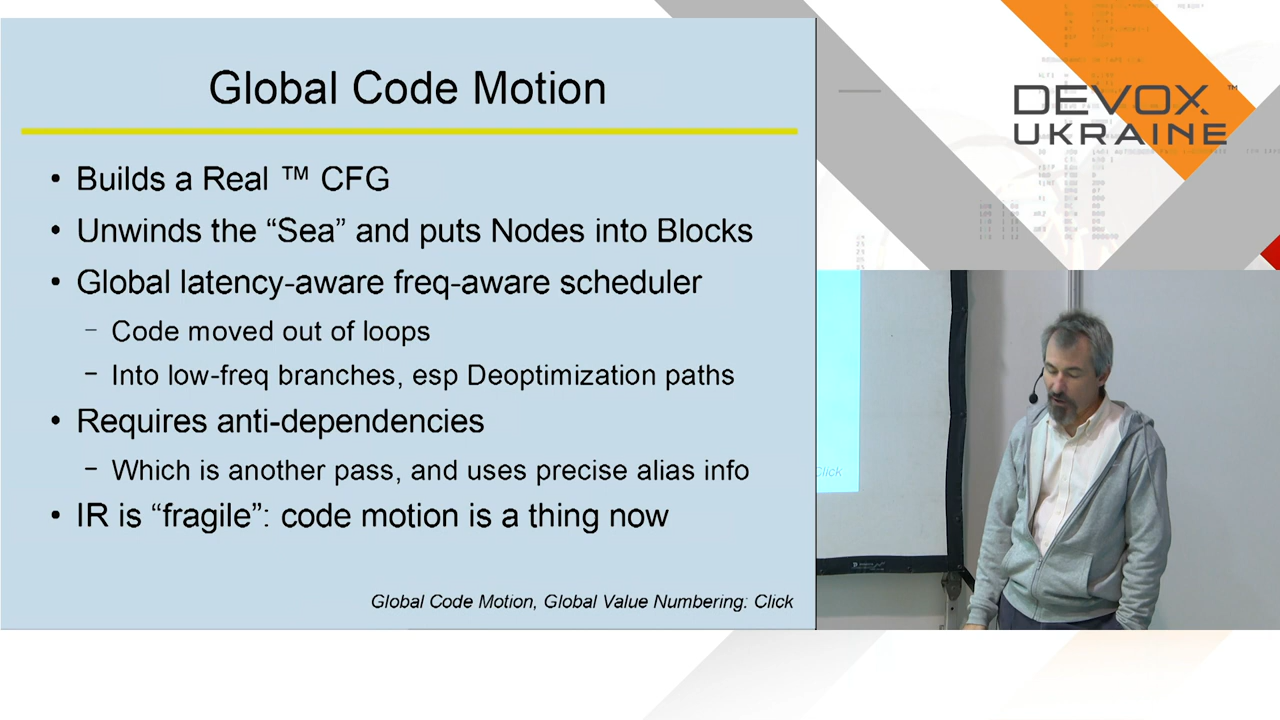 Global Code Motion
• Builds a Real ™ CFG
• Unwinds the “Sea” and puts Nodes into Blocks
• Global latency-aware freq-aware scheduler
– Code moved out of loops
– Into low-freq branches, esp Deoptimization paths
• Requires anti-dependencies
– Which is another pass, and uses precise alias info
• IR is “fragile”: code motion is a thing now
Global Code Motion, Global Value Numbering: Click
DEVOX™
UKRAINE
Click